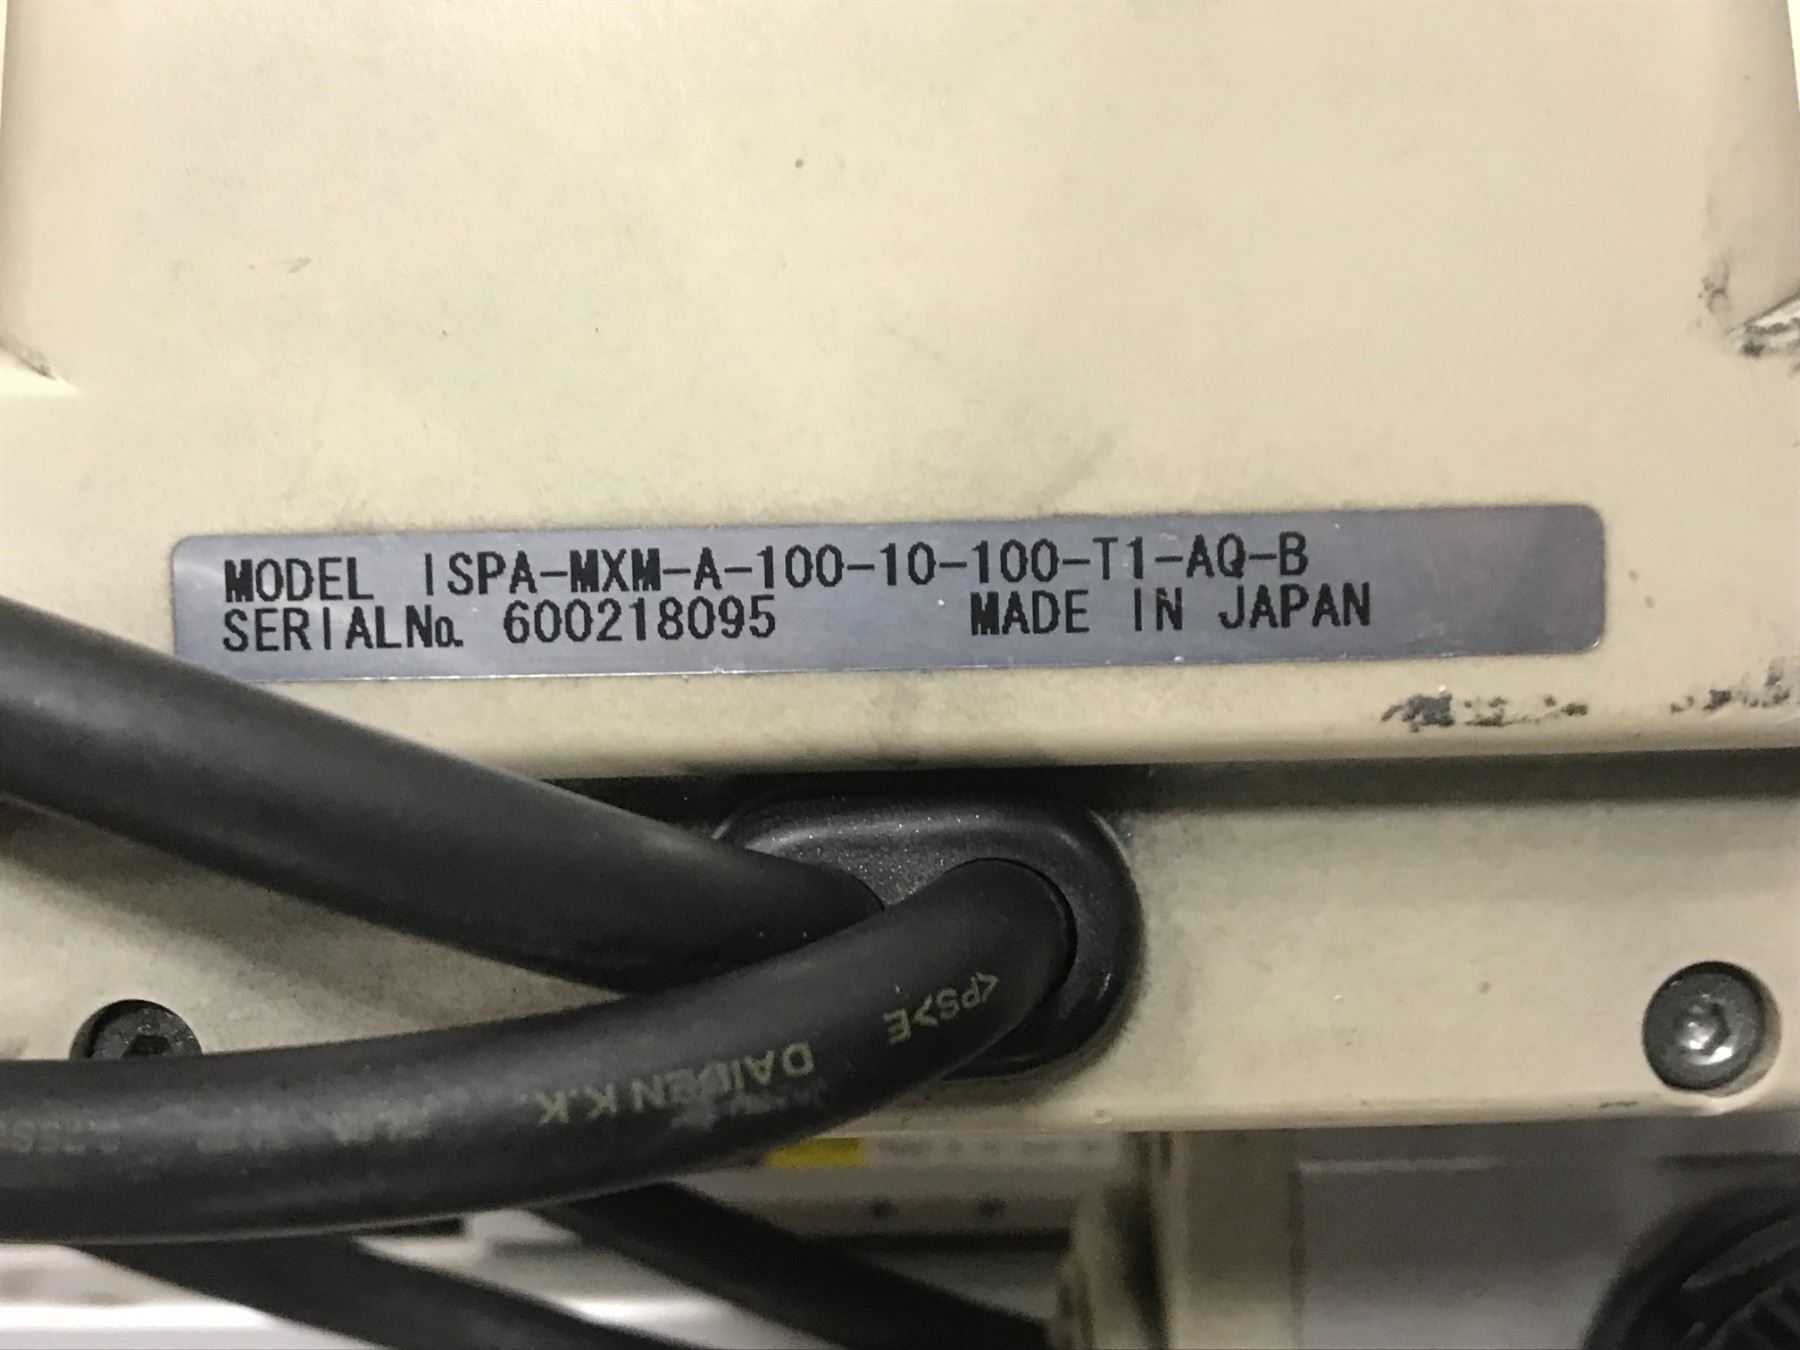 MODEL ISPA-MXM-A-100-10-100-T1-AQ-B
SERIALNo. 600218095 MADE IN JAPAN
<PS>E
DAIDEN K.K